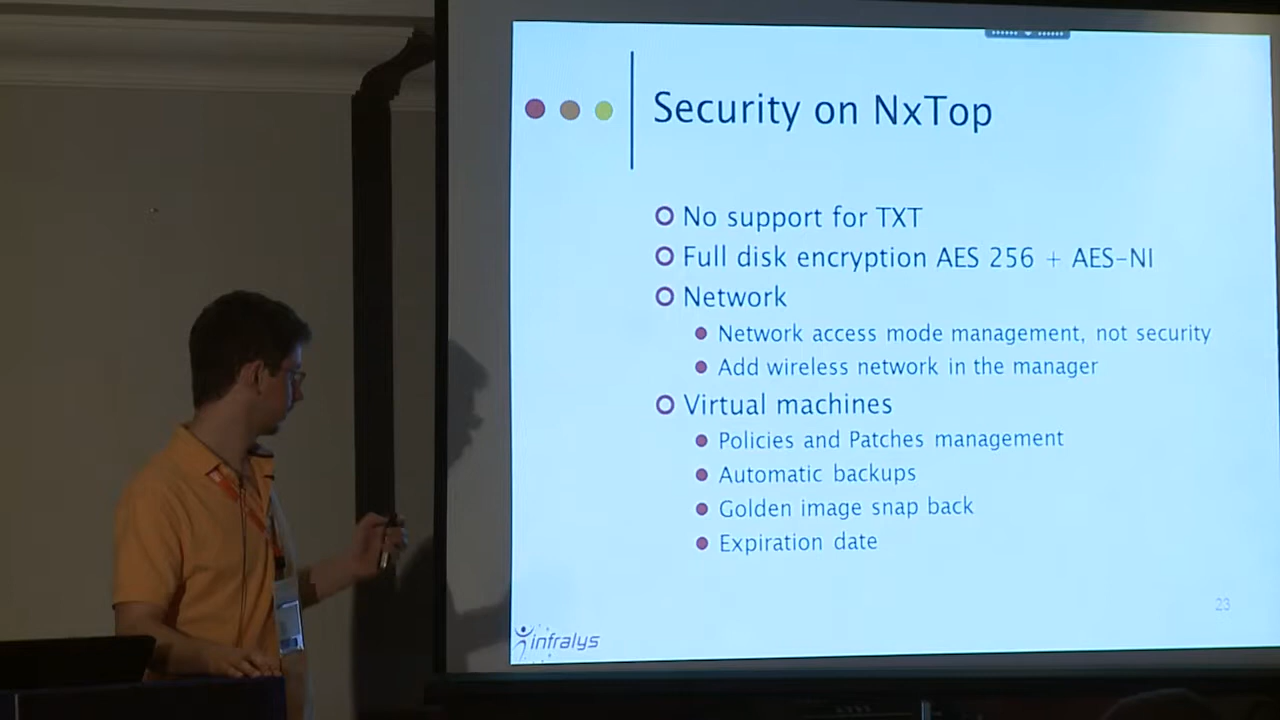 Security on NxTop
No support for TXT
Full disk encryption AES 256 + AES-NI
Network
Network access mode management, not security
Add wireless network in the manager
Virtual machines
Policies and Patches management
Automatic backups
Golden image snap back
Expiration date
23
infralys